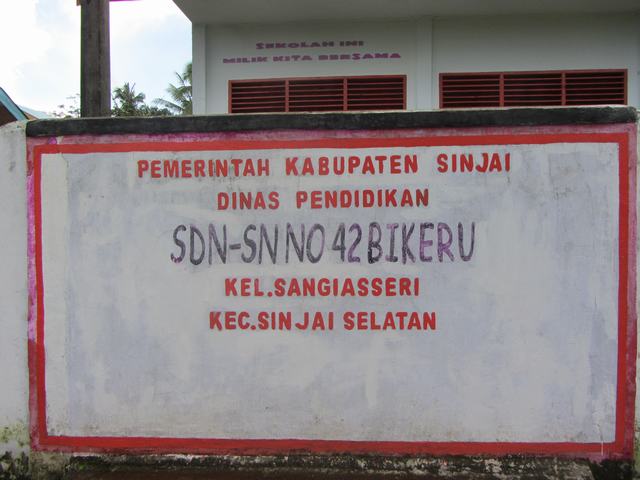 SEKOLAH INI
MILIK KITA BERSAMA
PEMERINTAH KABUPATEN SINJAI
DINAS PENDIDIKAN
SDN-SN NO 42 BIKERU
KEL.SANGIASSERI
KEC.SINJAI SELATAN